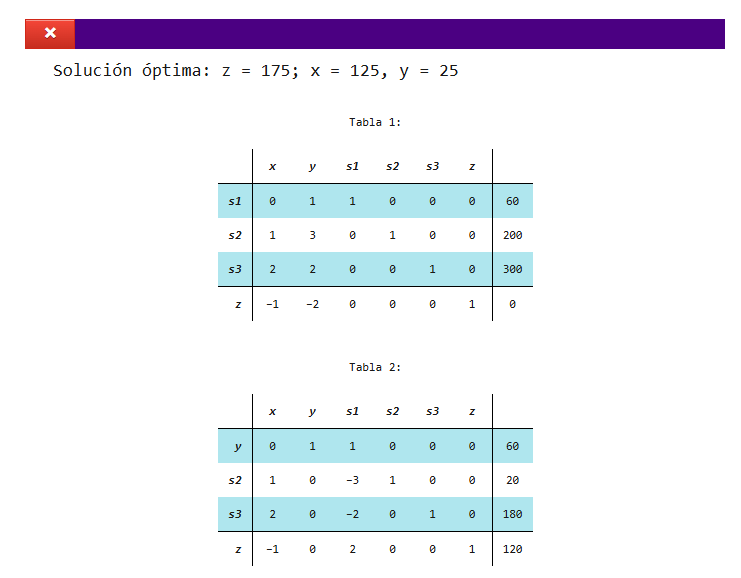 Solución óptima: z = 175; x = 125, y = 25
Tabla 1:
x y s1 s2 s3 z
s1 0 1 1 0 0 0 60
s2 1 3 0 1 0 0 200
s3 2 2 0 0 1 0 300
z -1 -2 0 0 0 1 0
Tabla 2:
x y s1 s2 s3 z
y 0 1 1 0 0 0 60
s2 1 0 -3 1 0 0 20
s3 2 0 -2 0 1 0 180
z -1 0 2 0 0 1 120